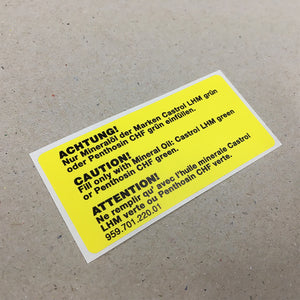 ACHTUNG!
Nur Mineralöl der Marken Castrol LHM grün
oder Penthosin CHF grün einfüllen.
CAUTION!
Fill only with Mineral Oil: Castrol LHM green
or Penthosin CHF green.
ATTENTION!
Ne remplir qu' avec l'huile minerale Castrol
LHM verte ou Penthosin CHF verte.
959.701.220.01